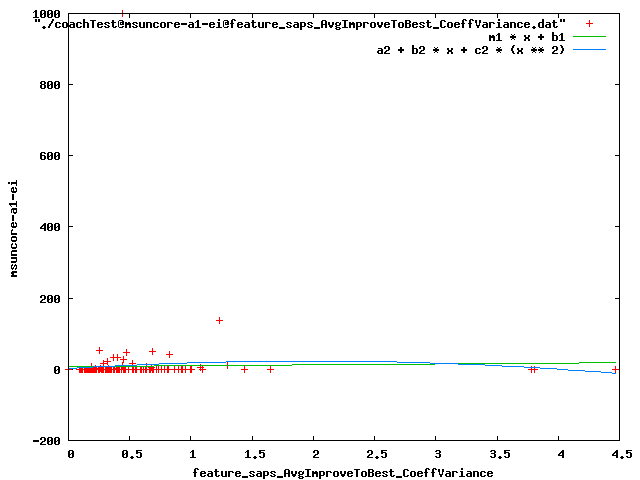 1000
"./coachTest@msuncore-a1-ei@feature_saps_AvgImproveToBest_CoeffVariance.dat"
m1 * x + b1
a2 + b2 * x + c2 * (x ** 2)
800
600
400
200
0
-200
msuncore-a1-ei
0 0.5 1 1.5 2 2.5 3 3.5 4 4.5
feature_saps_AvgImproveToBest_CoeffVariance